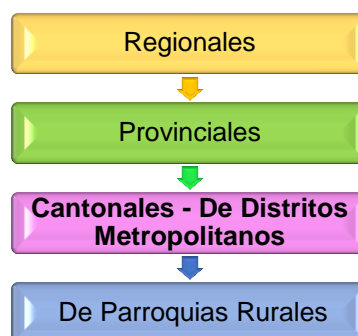 Regionales
Provinciales
Cantonales - De Distritos
Metropolitanos
De Parroquias Rurales